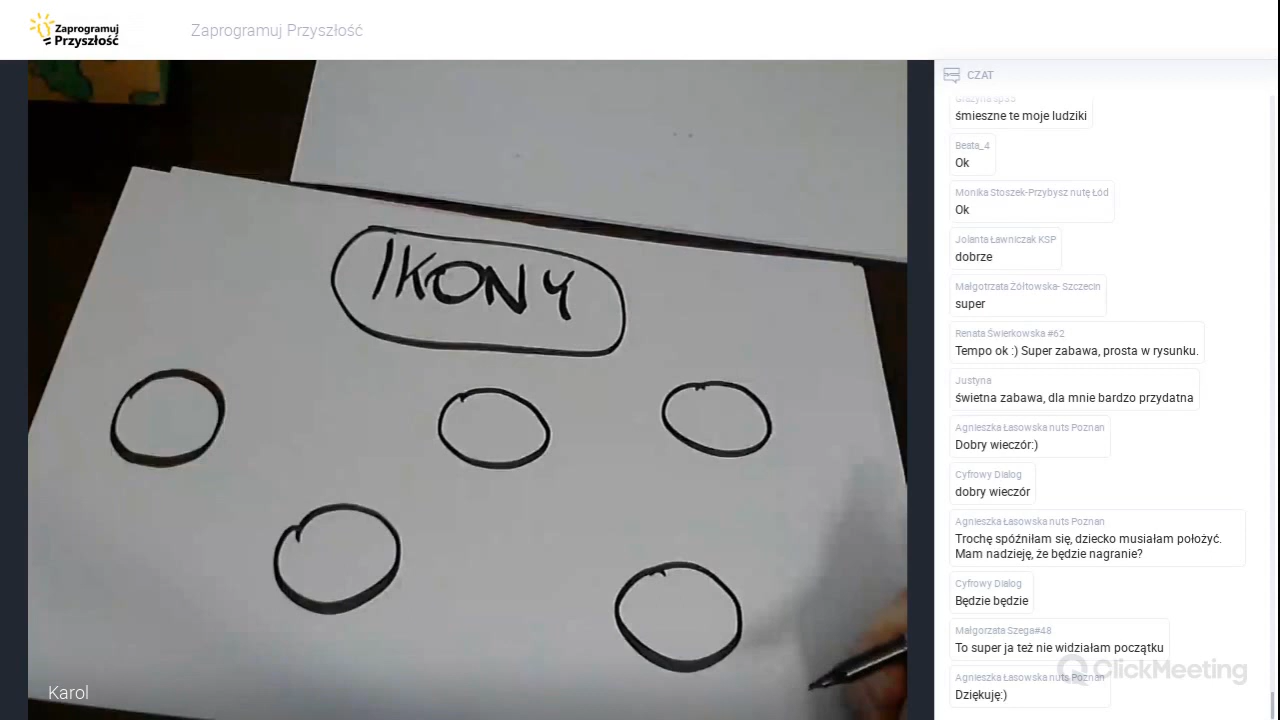 Zaprogramuj
Przyszłość
Zaprogramuj Przyszłość
IKONY
Karol
CZAT
Grażyna sp35
śmieszne te moje ludziki
Beata_4
Ok
Monika Stoszek-Przybysz nutę Łód
Ok
Jolanta Ławniczak KSP
dobrze
Małgotrzata Żółtowska- Szczecin
super
Renata Świerkowska #62
Tempo ok :) Super zabawa, prosta w rysunku.
Justyna
świetna zabawa, dla mnie bardzo przydatna
Agnieszka Łasowska nuts Poznan
Dobry wieczór:)
Cyfrowy Dialog
dobry wieczór
Agnieszka Łasowska nuts Poznan
Trochę spóźniłam się, dziecko musiałam położyć.
Mam nadzieję, że będzie nagranie?
Cyfrowy Dialog
Będzie będzie
Małgorzata Szega#48
To super ja też nie widziałam początku
Agnieszka Łasowska nuts Poznan
Dziękuję:)
ClickMeeting